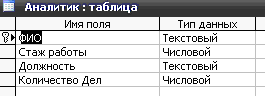 Аналитик : таблица
Имя поля Тип данных
ФИО Текстовый
Стаж работы Числовой
Должность Текстовый
Количество Дел Числовой